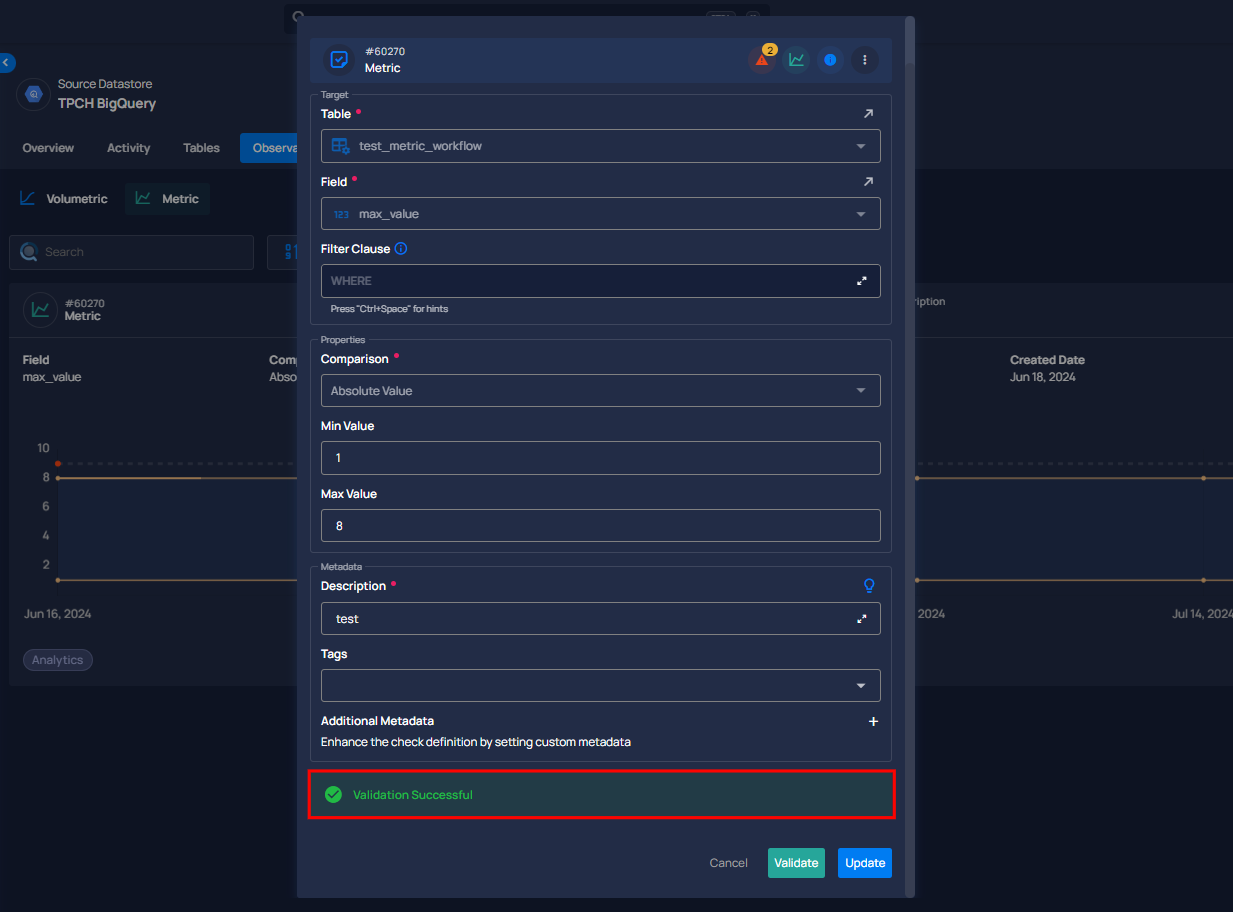 #60270
Metric
2
Source Datastore
TPCH BigQuery
Overview
Activity
Tables
Observa
Volumetric
Metric
Search
#60270
Metric
Field
max_value
Com
Abso
Created Date
Jun 18, 2024
10
8
6
4
2
Jun 16, 2024
2024
Jul 14, 2024
Analytics
Target
Table *
test_metric_workflow
Field *
123 max_value
Filter Clause
WHERE
Press "Ctrl+Space" for hints
Properties
Comparison *
Absolute Value
Min Value
1
Max Value
8
Metadata
Description *
test
Tags
Additional Metadata +
Enhance the check definition by setting custom metadata
Validation Successful
Cancel
Validate
Update